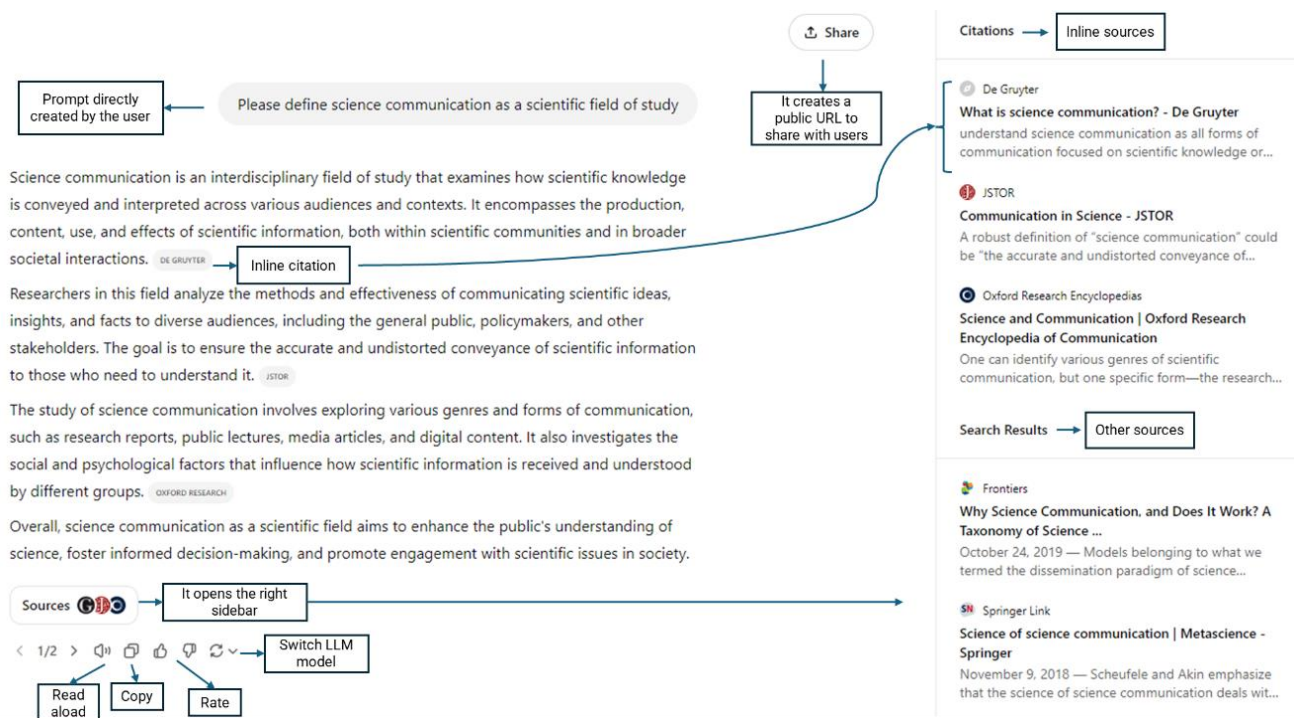 Share
It creates a
public URL to
share with users
Prompt directly
created by the user
Please define science communication as a scientific field of study
Science communication is an interdisciplinary field of study that examines how scientific knowledge
is conveyed and interpreted across various audiences and contexts. It encompasses the production,
content, use, and effects of scientific information, both within scientific communities and in broader
societal interactions. DE GRUYTER
Inline citation
Researchers in this field analyze the methods and effectiveness of communicating scientific ideas,
insights, and facts to diverse audiences, including the general public, policymakers, and other
stakeholders. The goal is to ensure the accurate and undistorted conveyance of scientific information
to those who need to understand it. JSTOR
The study of science communication involves exploring various genres and forms of communication,
such as research reports, public lectures, media articles, and digital content. It also investigates the
social and psychological factors that influence how scientific information is received and understood
by different groups. OXFORD RESEARCH
Overall, science communication as a scientific field aims to enhance the public's understanding of
science, foster informed decision-making, and promote engagement with scientific issues in society.
Sources
It opens the right
sidebar
1/2
Switch LLM
model
Read
aload
Copy
Rate
Citations
Inline sources
De Gruyter
What is science communication? - De Gruyter
understand science communication as all forms of
communication focused on scientific knowledge or...
JSTOR
Communication in Science - JSTOR
A robust definition of "science communication" could
be "the accurate and undistorted conveyance of...
Oxford Research Encyclopedias
Science and Communication | Oxford Research
Encyclopedia of Communication
One can identify various genres of scientific
communication, but one specific form—the research...
Search Results
Other sources
Frontiers
Why Science Communication, and Does It Work? A
Taxonomy of Science ...
October 24, 2019 — Models belonging to what we
termed the dissemination paradigm of science...
SN Springer Link
Science of science communication | Metascience -
Springer
November 9, 2018 — Scheufele and Akin emphasize
that the science of science communication deals wit...